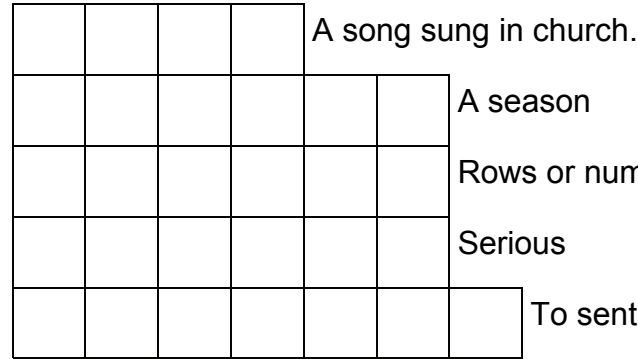 A song sung in church.
A season
Rows or num
Serious
To sent